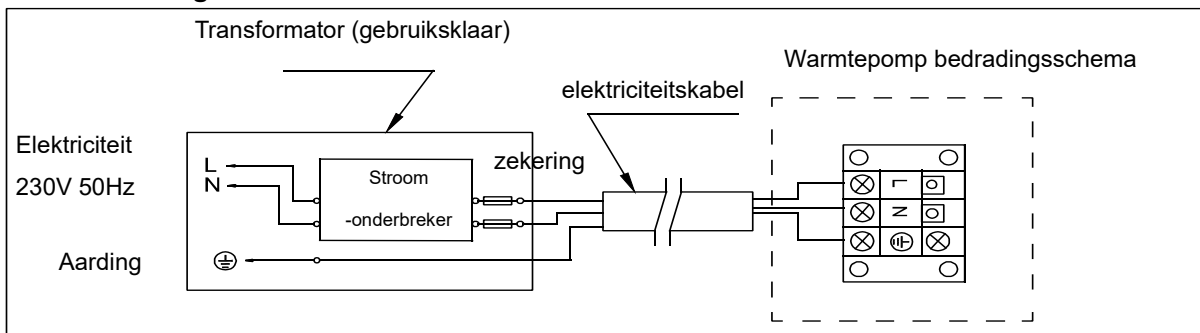 Transformator (gebruiksklaar)
Warmtepomp bedradingsschema
elektriciteitskabel
Elektriciteit
230V 50Hz
L
N
Stroom
-onderbreker
zekering
Aarding
L
N